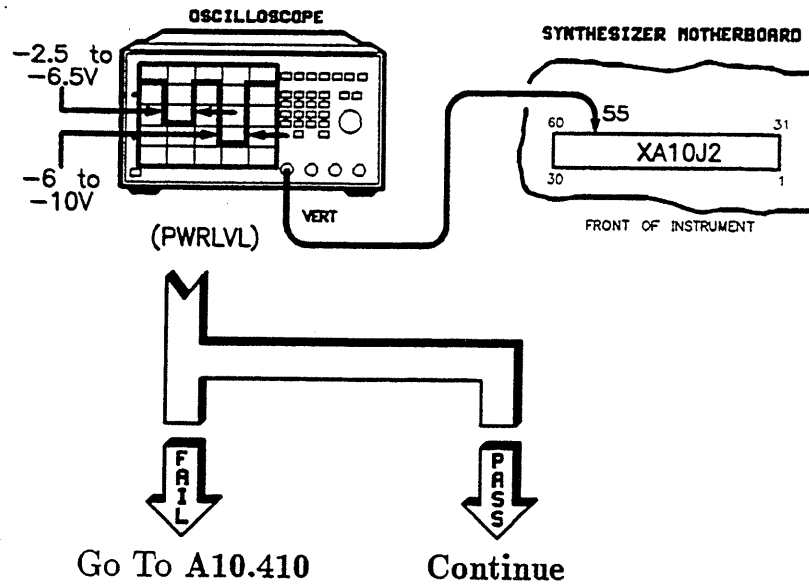 OSCILLOSCOPE
SYNTHESIZER MOTHERBOARD
-2.5 to
-6.5V
-6 to
-10V
VERT
(PWRLVL)
55
60
31
XA10J2
30
1
FRONT OF INSTRUMENT
FAIL
PASS
Go To A10.410
Continue